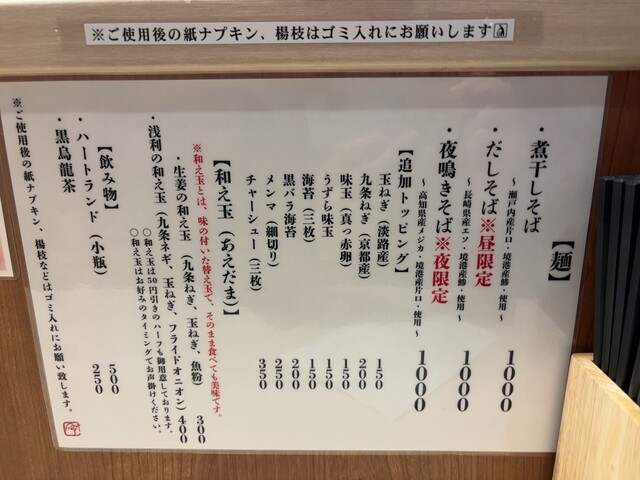 ※ご使用後の紙ナプキン、楊枝はゴミ入れにお願いします
【麺】
・煮干しそば 1000
～瀬戸内産片口・境港産鯵・使用～
・だしそば※昼限定 1000
～長崎県産エソ・境港産鯵・使用～
・夜鳴きそば※夜限定 1000
～高知県産メジカ・境港産片口・使用～
【追加トッピング】
玉ねぎ（淡路産） 150
九条ねぎ（京都産） 200
味玉（真っ赤卵） 150
うずら味玉 150
海苔（三枚） 150
黒バラ海苔 200
メンマ（細切り） 250
チャーシュー（三枚） 350
【和え玉（あえだま）】
※和え玉とは、味の付いた替え玉で、そのまま食べても美味です。
・生姜の和え玉（九条ねぎ、玉ねぎ、魚粉） 300
・浅利の和え玉（九条ネギ、玉ねぎ、フライドオニオン） 400
○和え玉は50円引きのハーフも御用意しております。
○和え玉はお好みのタイミングでお声掛けください。
【飲み物】
・ハートランド（小瓶） 500
・黒烏龍茶 250
※ご使用後の紙ナプキン、楊枝などはゴミ入れにお願い致します。